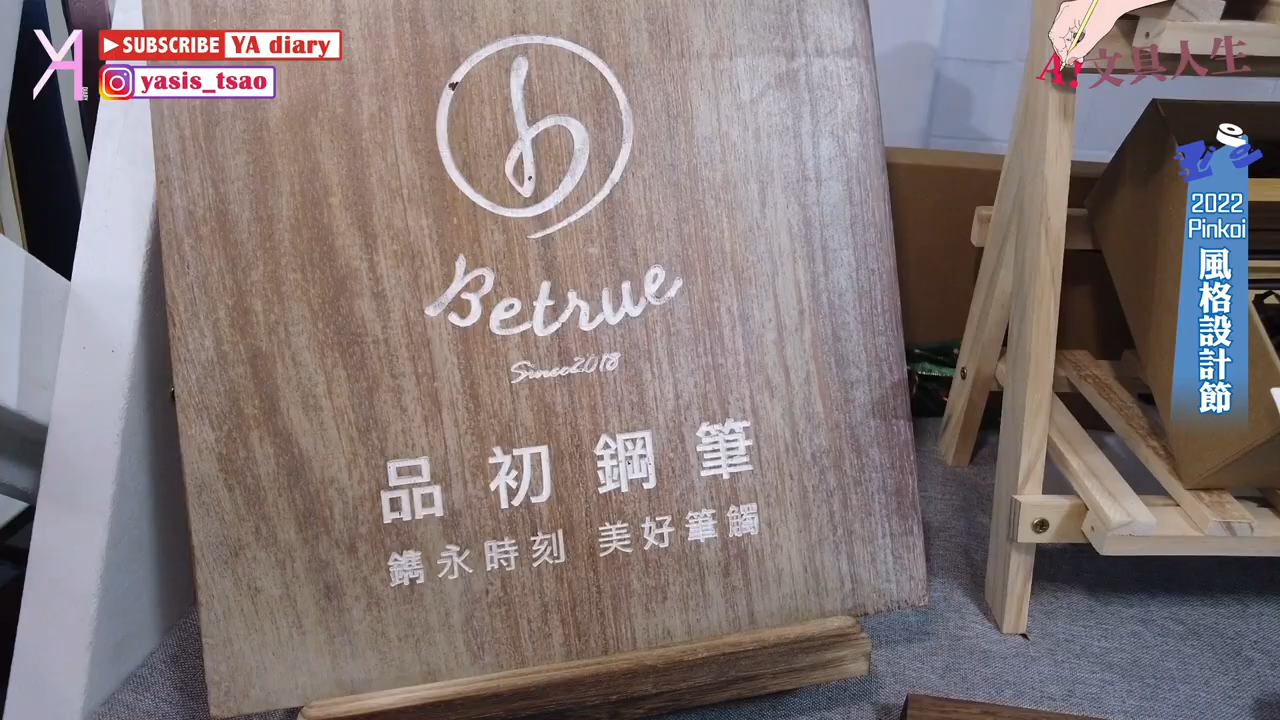 SUBSCRIBE YA diary
yasis_tsao
A!文具人生
2022
Pinkoi
風格設計節
Betrue
Since2018
品初鋼筆
鐫永時刻 美好筆觸